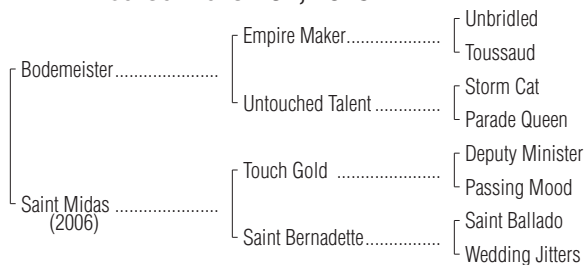 Unbridled
Empire Maker
Toussaud
Bodemeister
Storm Cat
Untouched Talent
Parade Queen
Deputy Minister
Touch Gold
Passing Mood
Saint Midas
(2006)
Saint Ballado
Saint Bernadette
Wedding Jitters